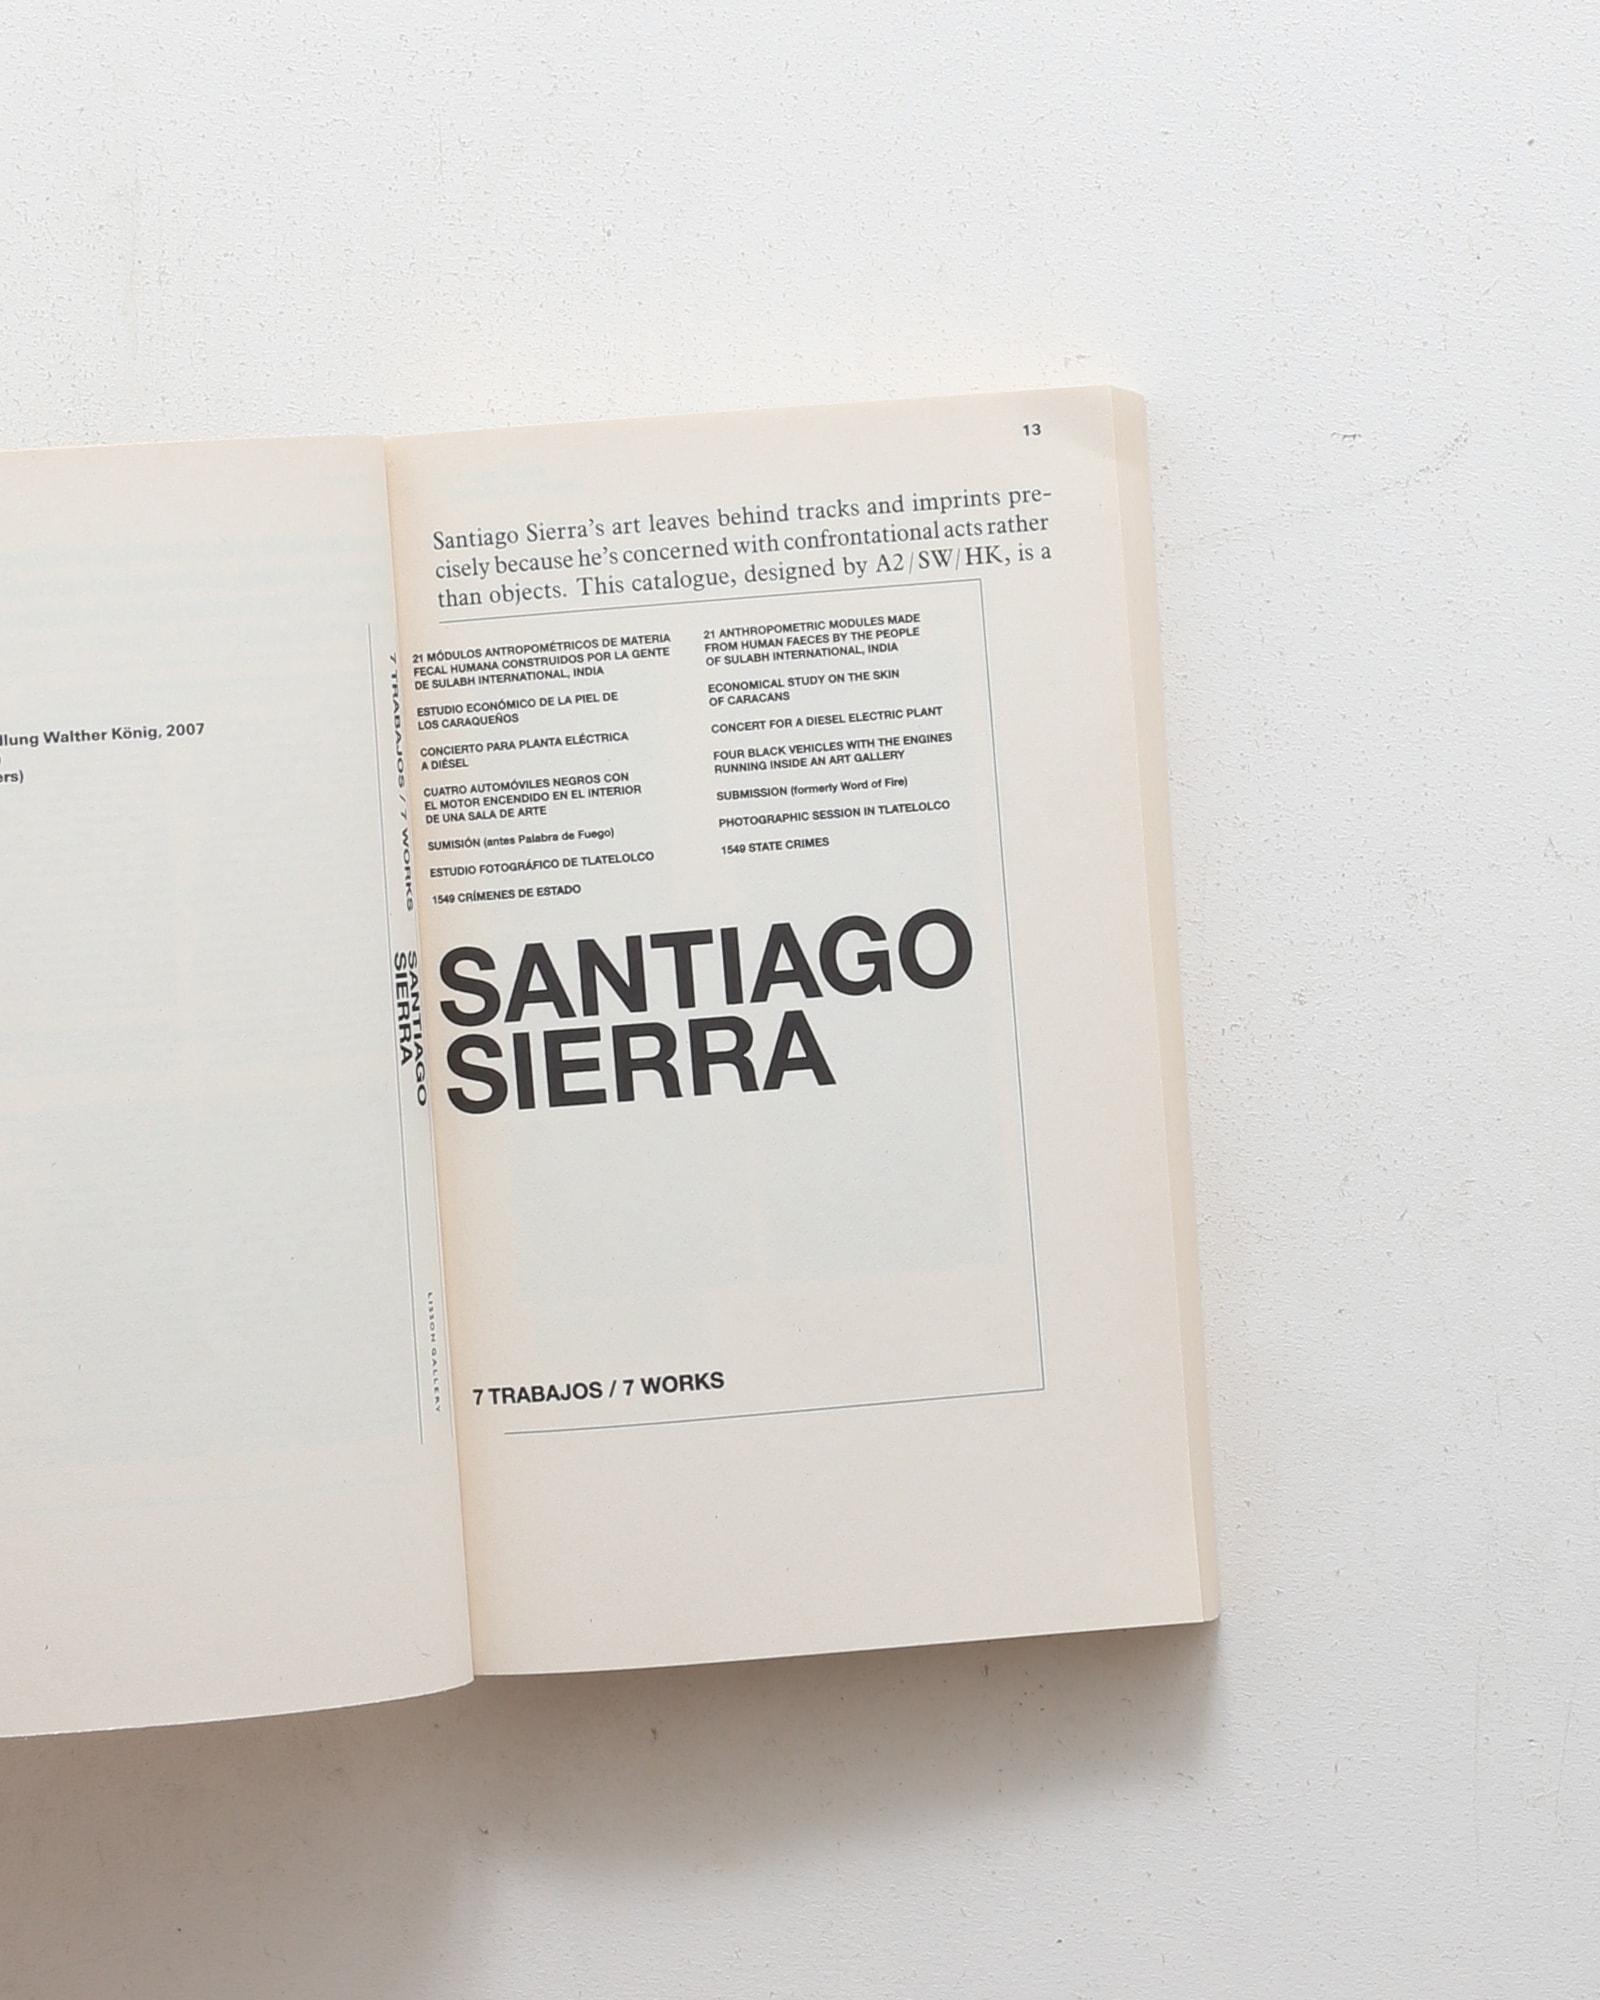 llung Walther König, 2007
ers)
13
Santiago Sierra’s art leaves behind tracks and imprints pre-
cisely because he’s concerned with confrontational acts rather
than objects. This catalogue, designed by A2/SW/HK, is a
7 TRABAJOS / 7 WORKS
SANTIAGO
SIERRA
LISSON GALLERY
21 MÓDULOS ANTROPOMÉTRICOS DE MATERIA
FECAL HUMANA CONSTRUIDOS POR LA GENTE
DE SULABH INTERNATIONAL, INDIA
ESTUDIO ECONÓMICO DE LA PIEL DE
LOS CARAQUEÑOS
CONCIERTO PARA PLANTA ELÉCTRICA
A DIÉSEL
CUATRO AUTOMÓVILES NEGROS CON
EL MOTOR ENCENDIDO EN EL INTERIOR
DE UNA SALA DE ARTE
SUMISIÓN (antes Palabra de Fuego)
ESTUDIO FOTOGRÁFICO DE TLATELOLCO
1549 CRÍMENES DE ESTADO
21 ANTHROPOMETRIC MODULES MADE
FROM HUMAN FAECES BY THE PEOPLE
OF SULABH INTERNATIONAL, INDIA
ECONOMICAL STUDY ON THE SKIN
OF CARACANS
CONCERT FOR A DIESEL ELECTRIC PLANT
FOUR BLACK VEHICLES WITH THE ENGINES
RUNNING INSIDE AN ART GALLERY
SUBMISSION (formerly Word of Fire)
PHOTOGRAPHIC SESSION IN TLATELOLCO
1549 STATE CRIMES
SANTIAGO
SIERRA
7 TRABAJOS / 7 WORKS